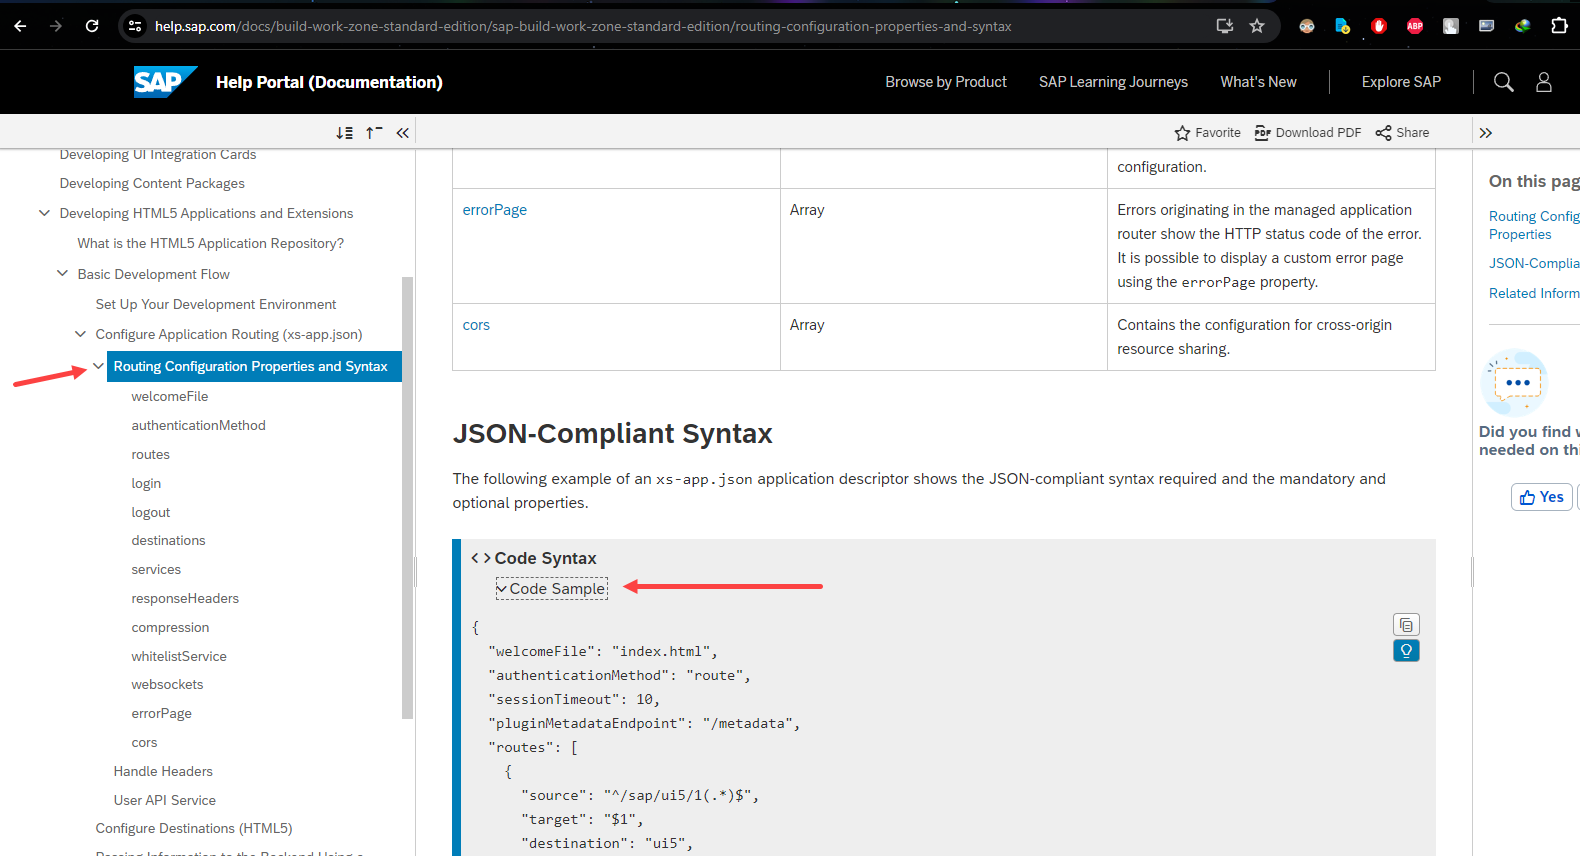 help.sap.com/docs/build-work-zone-standard-edition/sap-build-work-zone-standard-edition/routing-configuration-properties-and-syntax
ABP
SAP
Help Portal (Documentation)
Browse by Product
SAP Learning Journeys
What's New
Explore SAP
Favorite
PDF
Download PDF
Share
Developing UI Integration Cards
Developing Content Packages
Developing HTML5 Applications and Extensions
What is the HTML5 Application Repository?
Basic Development Flow
Set Up Your Development Environment
Configure Application Routing (xs-app.json)
Routing Configuration Properties and Syntax
welcomeFile
authenticationMethod
routes
login
logout
destinations
services
responseHeaders
compression
whitelistService
websockets
errorPage
cors
Handle Headers
User API Service
Configure Destinations (HTML5)
configuration.
errorPage
Array
Errors originating in the managed application
router show the HTTP status code of the error.
It is possible to display a custom error page
using the errorPage property.
cors
Array
Contains the configuration for cross-origin
resource sharing.
JSON-Compliant Syntax
The following example of an xs-app.json application descriptor shows the JSON-compliant syntax required and the mandatory and
optional properties.
<> Code Syntax
Code Sample
{
"welcomeFile": "index.html",
"authenticationMethod": "route",
"sessionTimeout": 10,
"pluginMetadataEndpoint": "/metadata",
"routes": [
{
"source": "^/sap/ui5/1(.*)$",
"target": "$1",
"destination": "ui5",
On this pag
Routing Config
Properties
JSON-Complia
Related Inform
Did you find
needed on thi
Yes